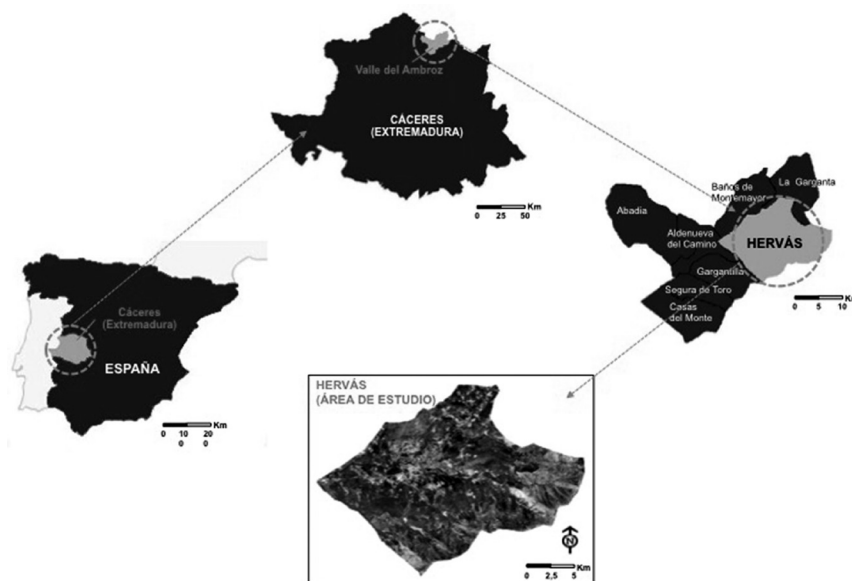 Valle del Ambroz
CÁCERES
(EXTREMADURA)
Km
0 25 50
La Garganta
Baños de
Montemayor
Abadia
Aldenueva
del Camino
HERVÁS
Gargantilla
Segura de Toro
Casas
del Monte
0 5 10
Km
Cáceres
(Extremadura)
ESPAÑA
Km
0 10 20
0 0
HERVÁS
(ÁREA DE ESTUDIO)
N
Km
0 2,5 5